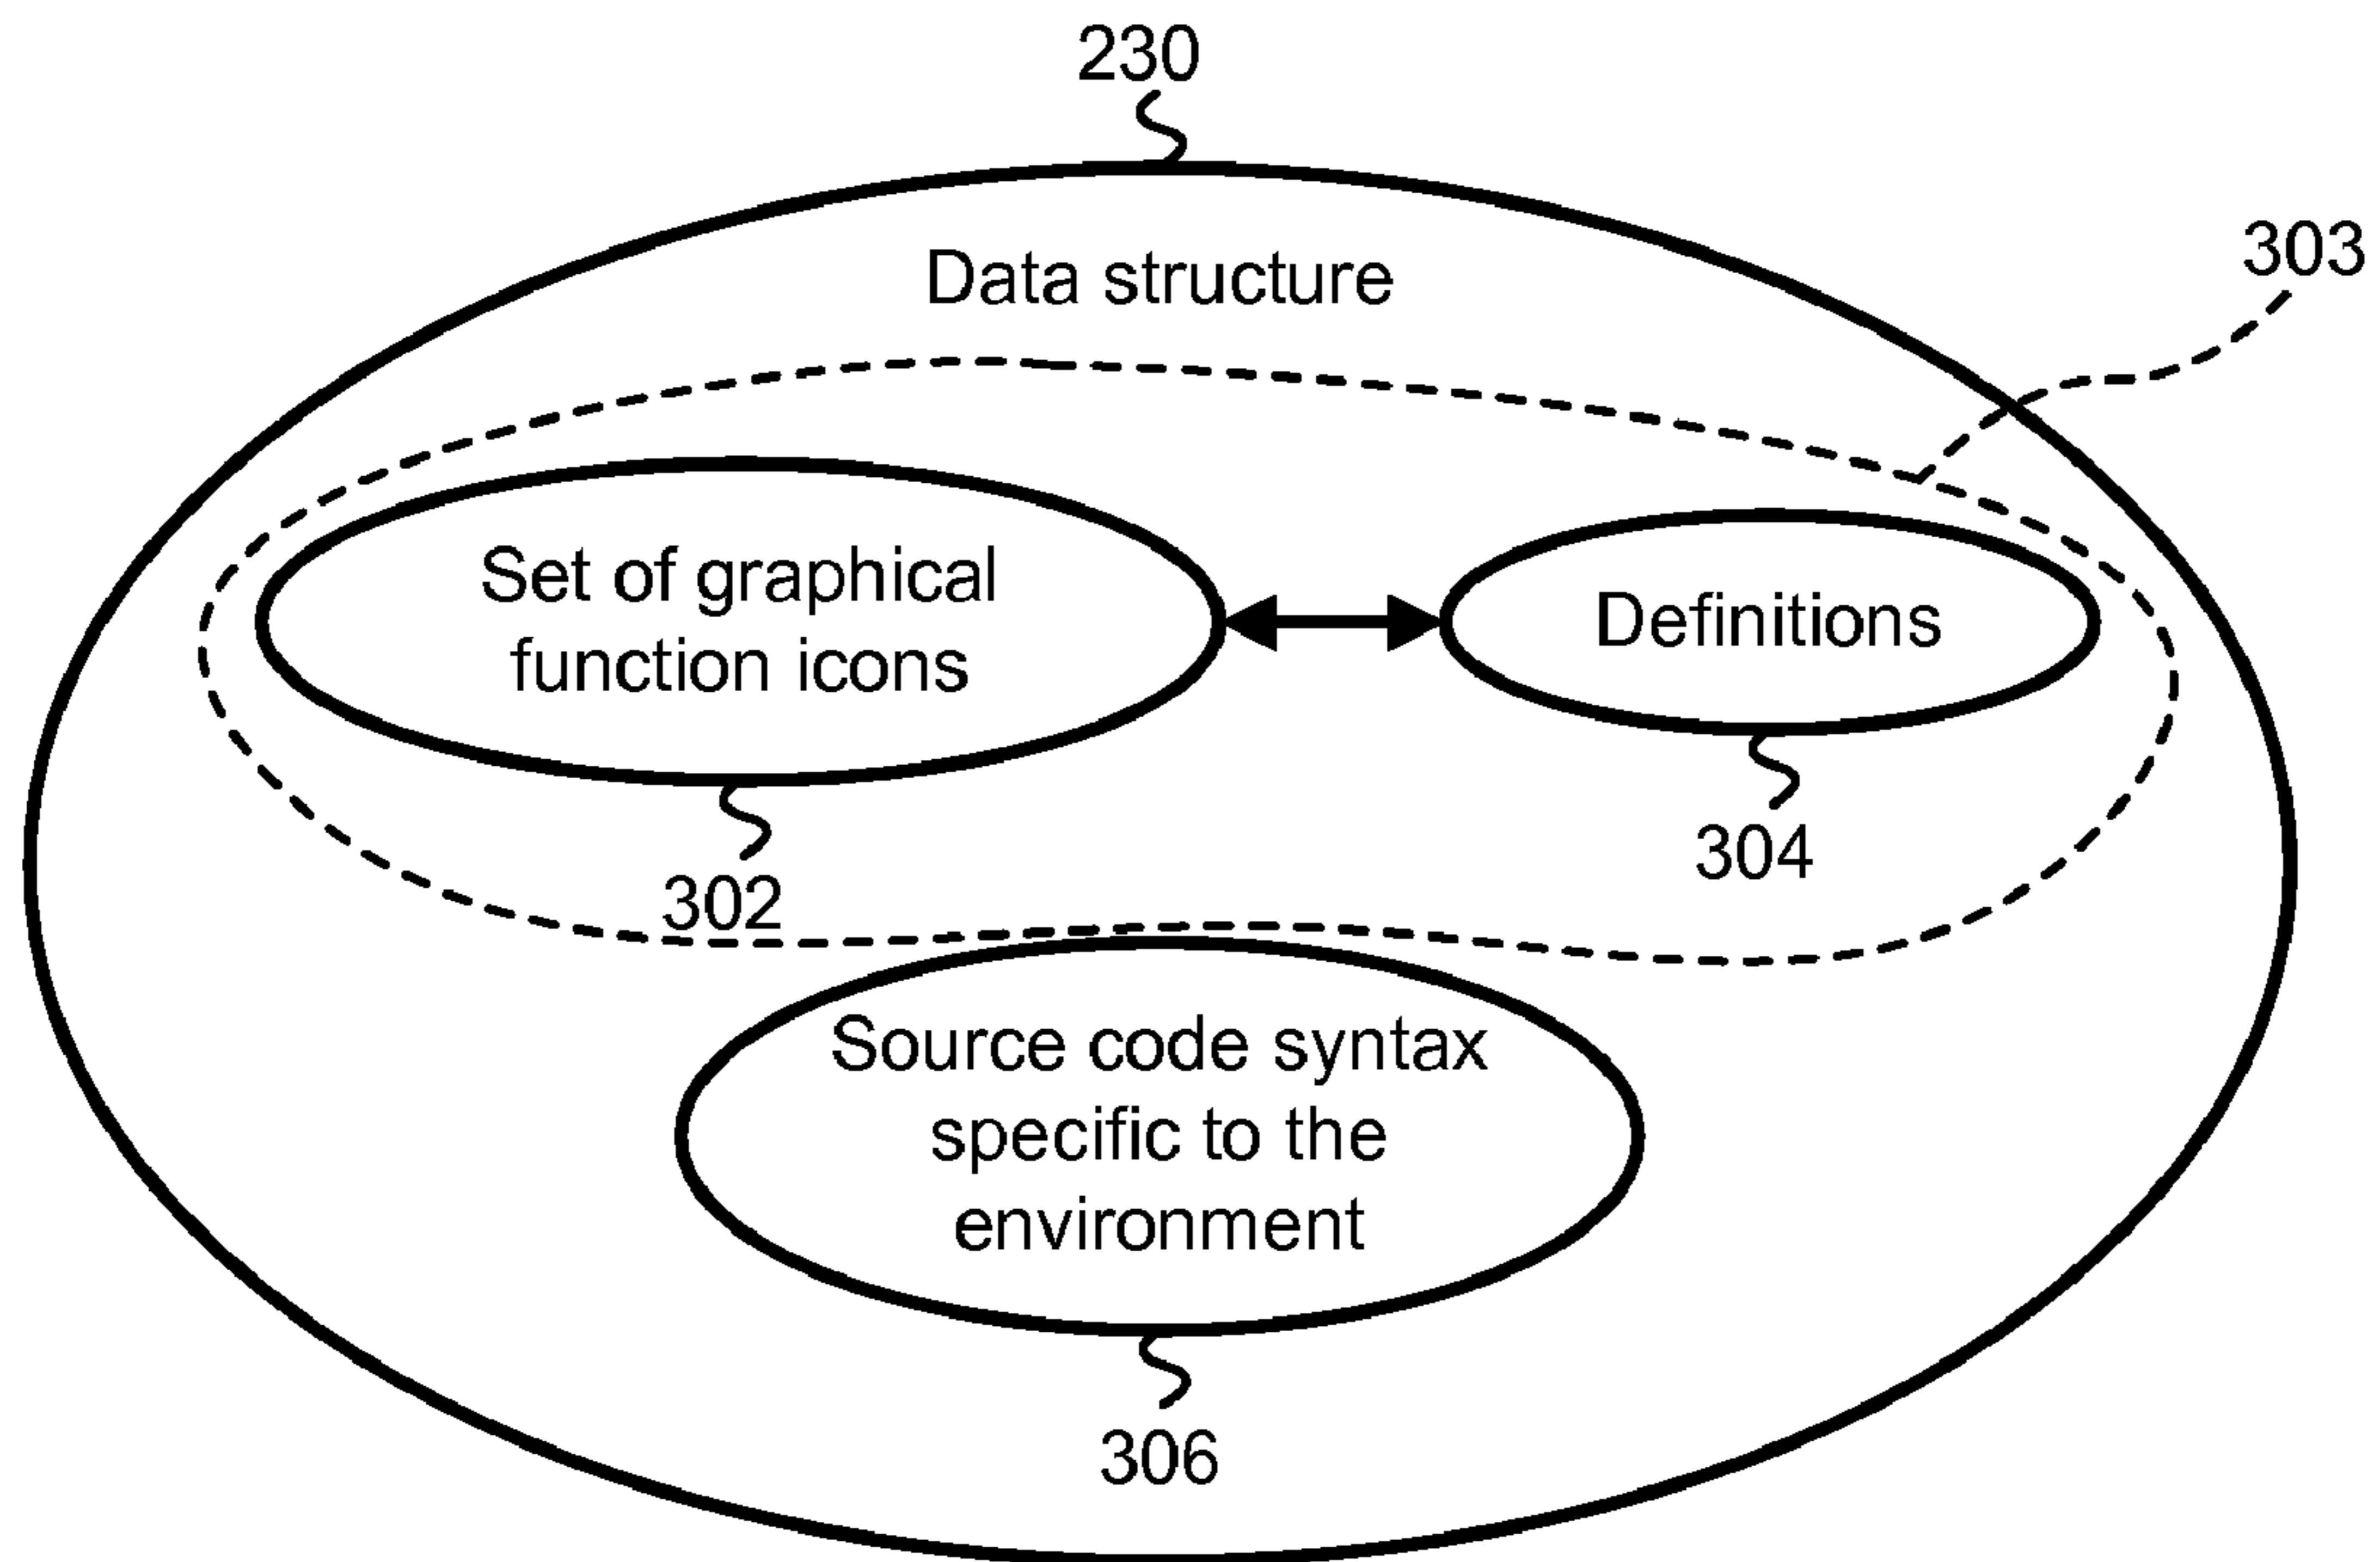 230
303
Data structure
Set of graphical
function icons
Definitions
302
304
Source code syntax
specific to the
environment
306